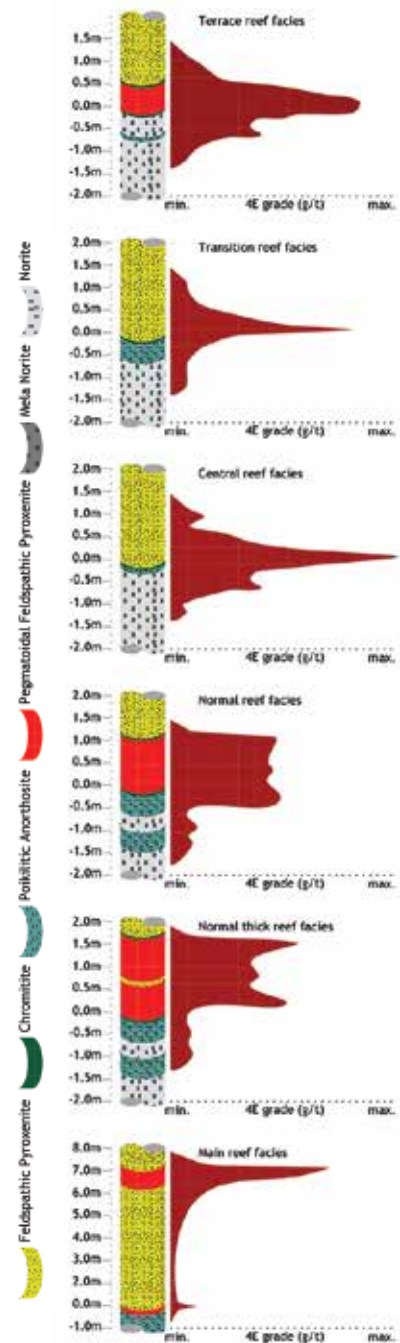 Terrace reef facies
1.5m
1.0m
0.5m
0.0m
-0.5m
-1.0m
-1.5m
-2.0m
min. 4E grade (g/t) max.
Transition reef facies
2.0m
1.5m
1.0m
0.5m
0.0m
-0.5m
-1.0m
-1.5m
-2.0m
min. 4E grade (g/t) max.
Central reef facies
2.0m
1.5m
1.0m
0.5m
0.0m
-0.5m
-1.0m
-1.5m
-2.0m
min. 4E grade (g/t) max.
Normal reef facies
2.0m
1.5m
1.0m
0.5m
0.0m
-0.5m
-1.0m
-1.5m
-2.0m
min. 4E grade (g/t) max.
Normal thick reef facies
2.0m
1.5m
1.0m
0.5m
0.0m
-0.5m
-1.0m
-1.5m
-2.0m
min. 4E grade (g/t) max.
Main reef facies
8.0m
7.0m
6.0m
5.0m
4.0m
3.0m
2.0m
0.0m
-1.0m
min. 4E grade (g/t) max.
Feldspathic Pyroxenite
Chromitite
Poikilitic Anorthosite
Pegmatoidal Feldspathic Pyroxenite
Mela Norite
Norite